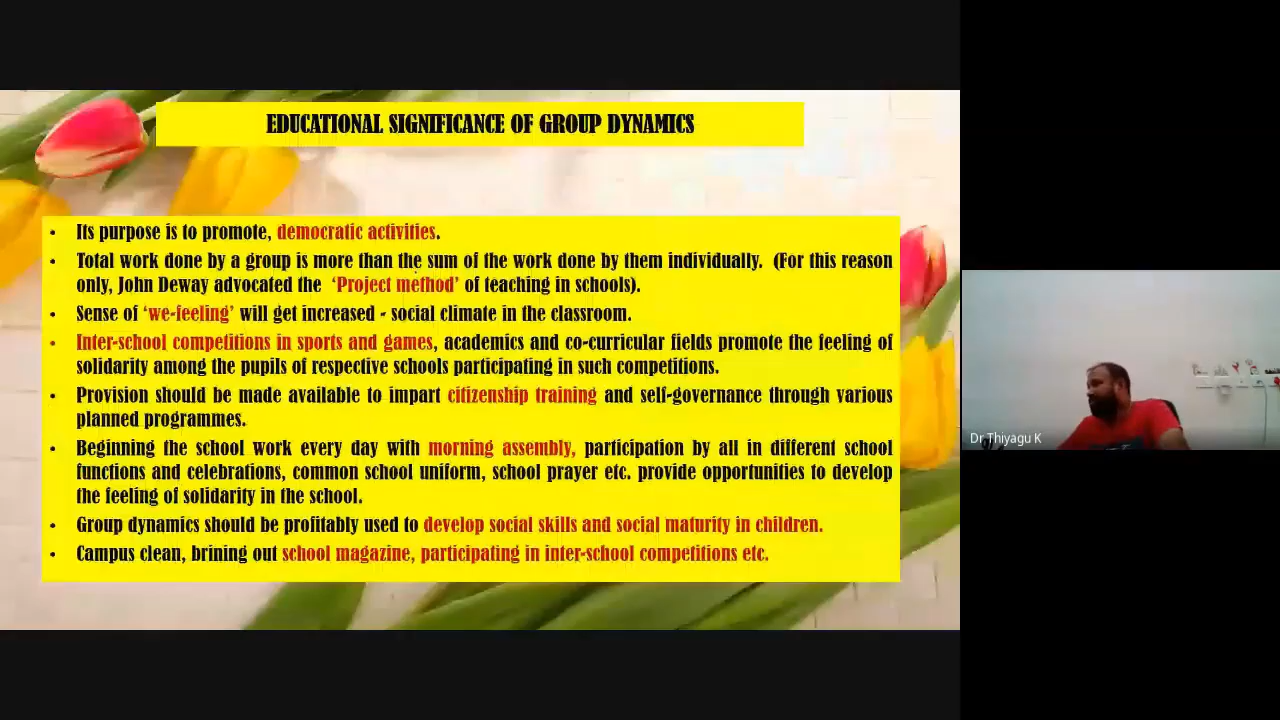 EDUCATIONAL SIGNIFICANCE OF GROUP DYNAMICS
• Its purpose is to promote, democratic activities.
• Total work done by a group is more than the sum of the work done by them individually. (For this reason
only, John Deway advocated the 'Project method' of teaching in schools).
• Sense of 'we-feeling' will get increased - social climate in the classroom.
• Inter-school competitions in sports and games, academics and co-curricular fields promote the feeling of
solidarity among the pupils of respective schools participating in such competitions.
• Provision should be made available to impart citizenship training and self-governance through various
planned programmes.
• Beginning the school work every day with morning assembly, participation by all in different school
functions and celebrations, common school uniform, school prayer etc. provide opportunities to develop
the feeling of solidarity in the school.
• Group dynamics should be profitably used to develop social skills and social maturity in children.
• Campus clean, brining out school magazine, participating in inter-school competitions etc.
Dr Thiyagu K